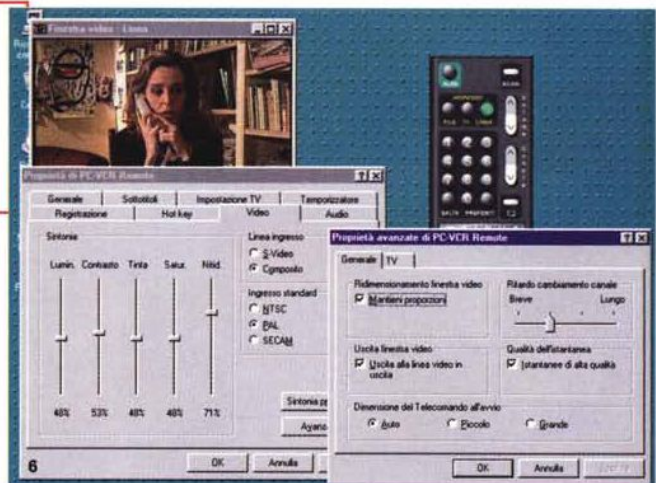 Finestra video - Linea
Proprietà di PC-VCR Remote
Generale
Sottotitoli
Impostazione TV
Temporizzatore
Registrazione
Hot key
Video
Audio
Sintonia
Lumin. Contrasto Tinta Satur. Nitid.
48% 53% 48% 48% 71%
Linea ingresso
S-Video
Composito
Ingresso standard
NTSC
PAL
SECAM
Sintonia
OK
Annulla
Proprietà avanzate di PC-VCR Remote
Generale
TV
Ridimensionamento finestra video
Mantieni proporzioni
Ritardo cambiamento canale
Breve Lungo
Uscita finestra video
Uscita alla linea video in
uscita
Qualità dell'istantanea
Istantanee di alta qualità
Dimensione del Telecomando all'avvio
Auto
Piccolo
Grande
OK
Annulla
6